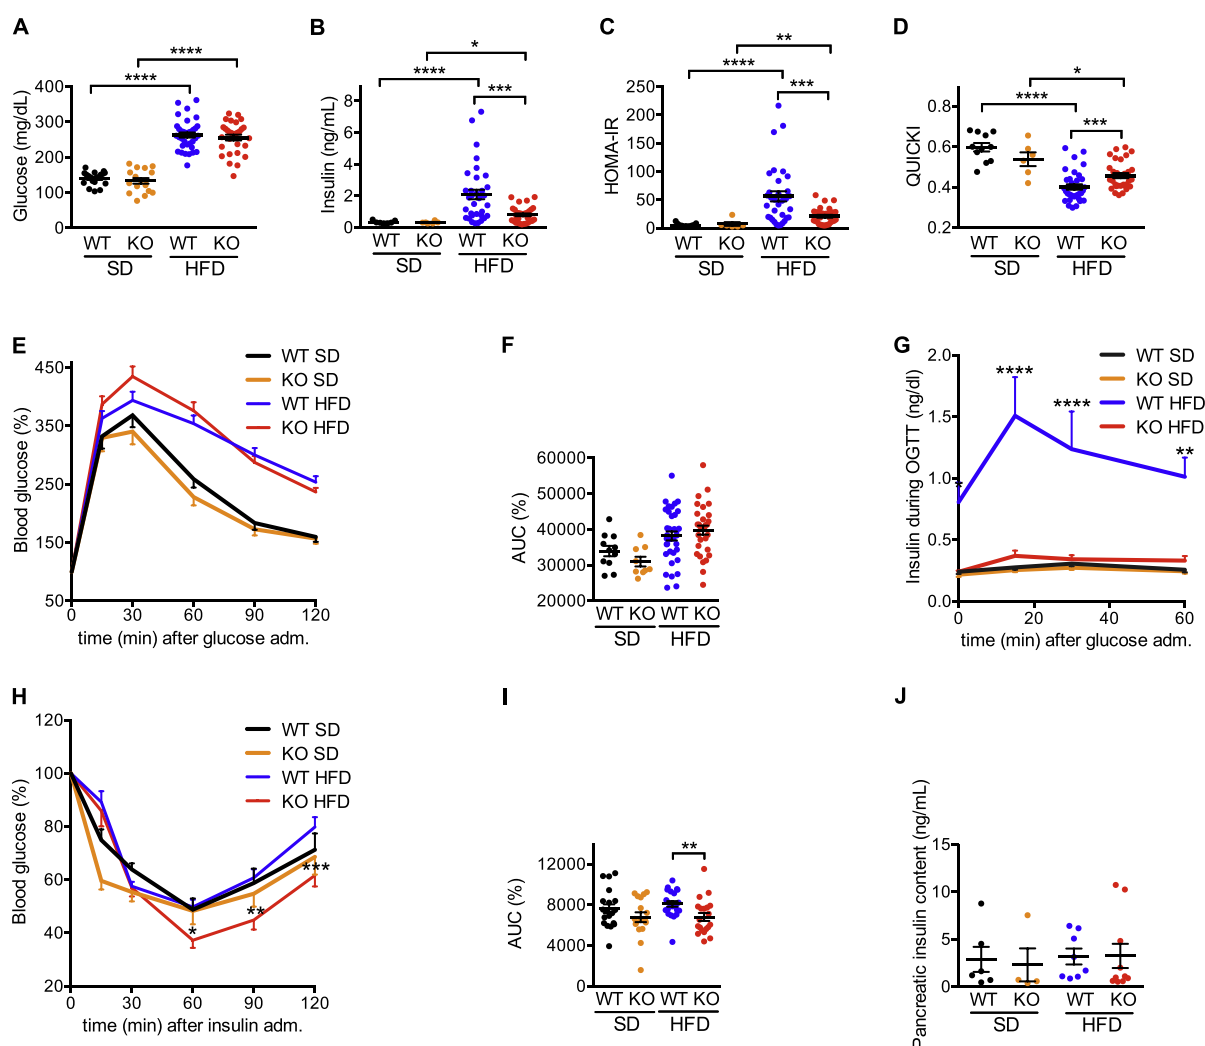 A
Glucose (mg/dL)
400
300
200
100
0
****
****
WT KO WT KO
SD HFD
B
Insulin (ng/mL)
8
6
4
2
0
*
****
***
WT KO WT KO
SD HFD
C
HOMA-IR
250
200
150
100
50
0
**
****
***
WT KO WT KO
SD HFD
D
QUICKI
0.8
0.6
0.4
0.2
*
****
***
WT KO WT KO
SD HFD
E
Blood glucose (%)
450
350
250
150
50
WT SD
KO SD
WT HFD
KO HFD
0 30 60 90 120
time (min) after glucose adm.
F
AUC (%)
60000
50000
40000
30000
20000
WT KO WT KO
SD HFD
G
Insulin during OGTT (ng/dl)
2.0
1.5
1.0
0.5
0.0
WT SD
KO SD
WT HFD
KO HFD
*
****
****
**
0 20 40 60
time (min) after glucose adm.
H
Blood glucose (%)
120
100
80
60
40
20
WT SD
KO SD
WT HFD
KO HFD
*
**
***
0 30 60 90 120
time (min) after insulin adm.
I
AUC (%)
12000
8000
4000
0
**
WT KO WT KO
SD HFD
J
Pancreatic insulin content (ng/mL)
15
10
5
0
WT KO WT KO
SD HFD